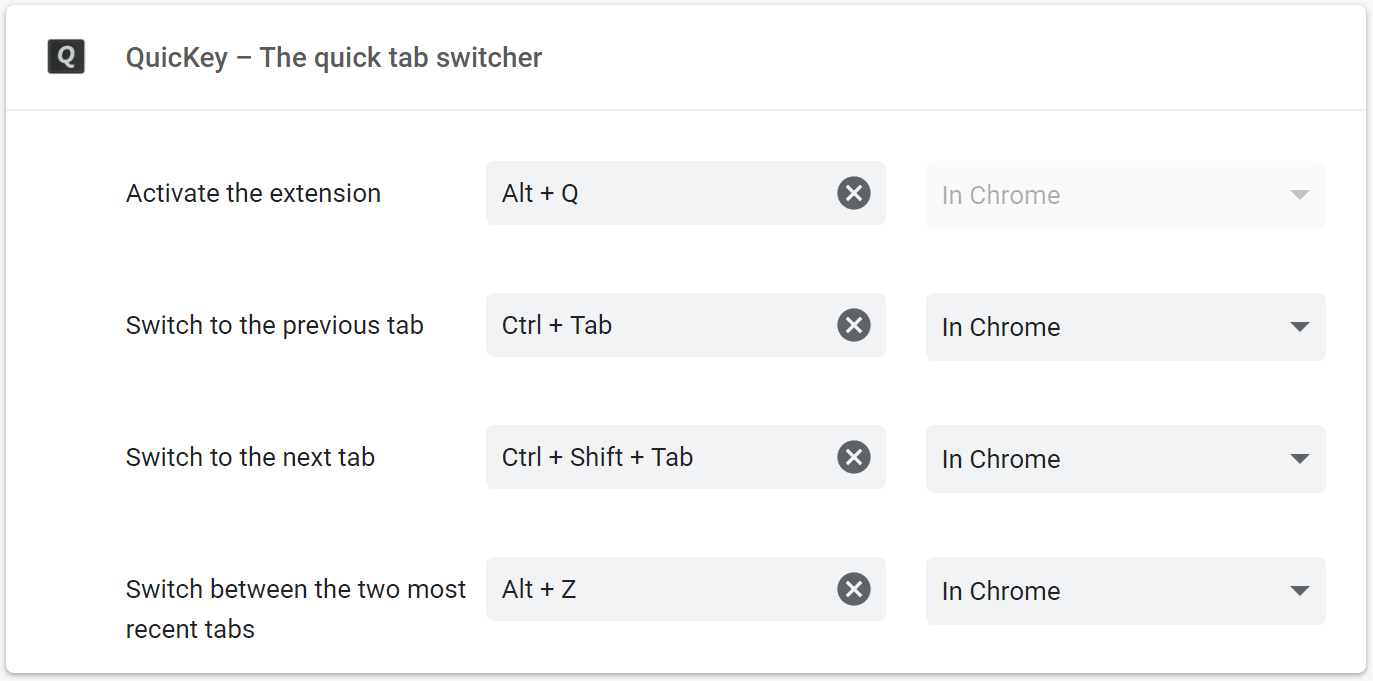 Q QuicKey – The quick tab switcher
Activate the extension Alt + Q In Chrome
Switch to the previous tab Ctrl + Tab In Chrome
Switch to the next tab Ctrl + Shift + Tab In Chrome
Switch between the two most Alt + Z In Chrome
recent tabs